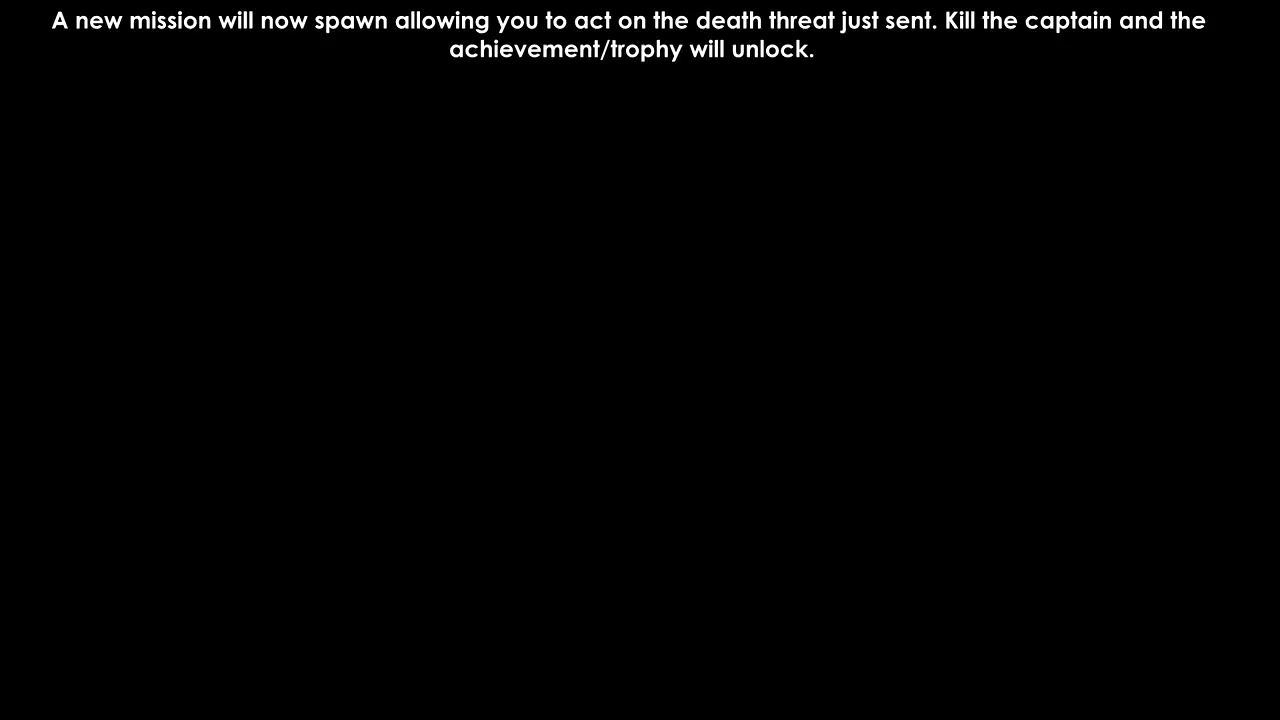 A new mission will now spawn allowing you to act on the death threat just sent. Kill the captain and the
achievement/trophy will unlock.